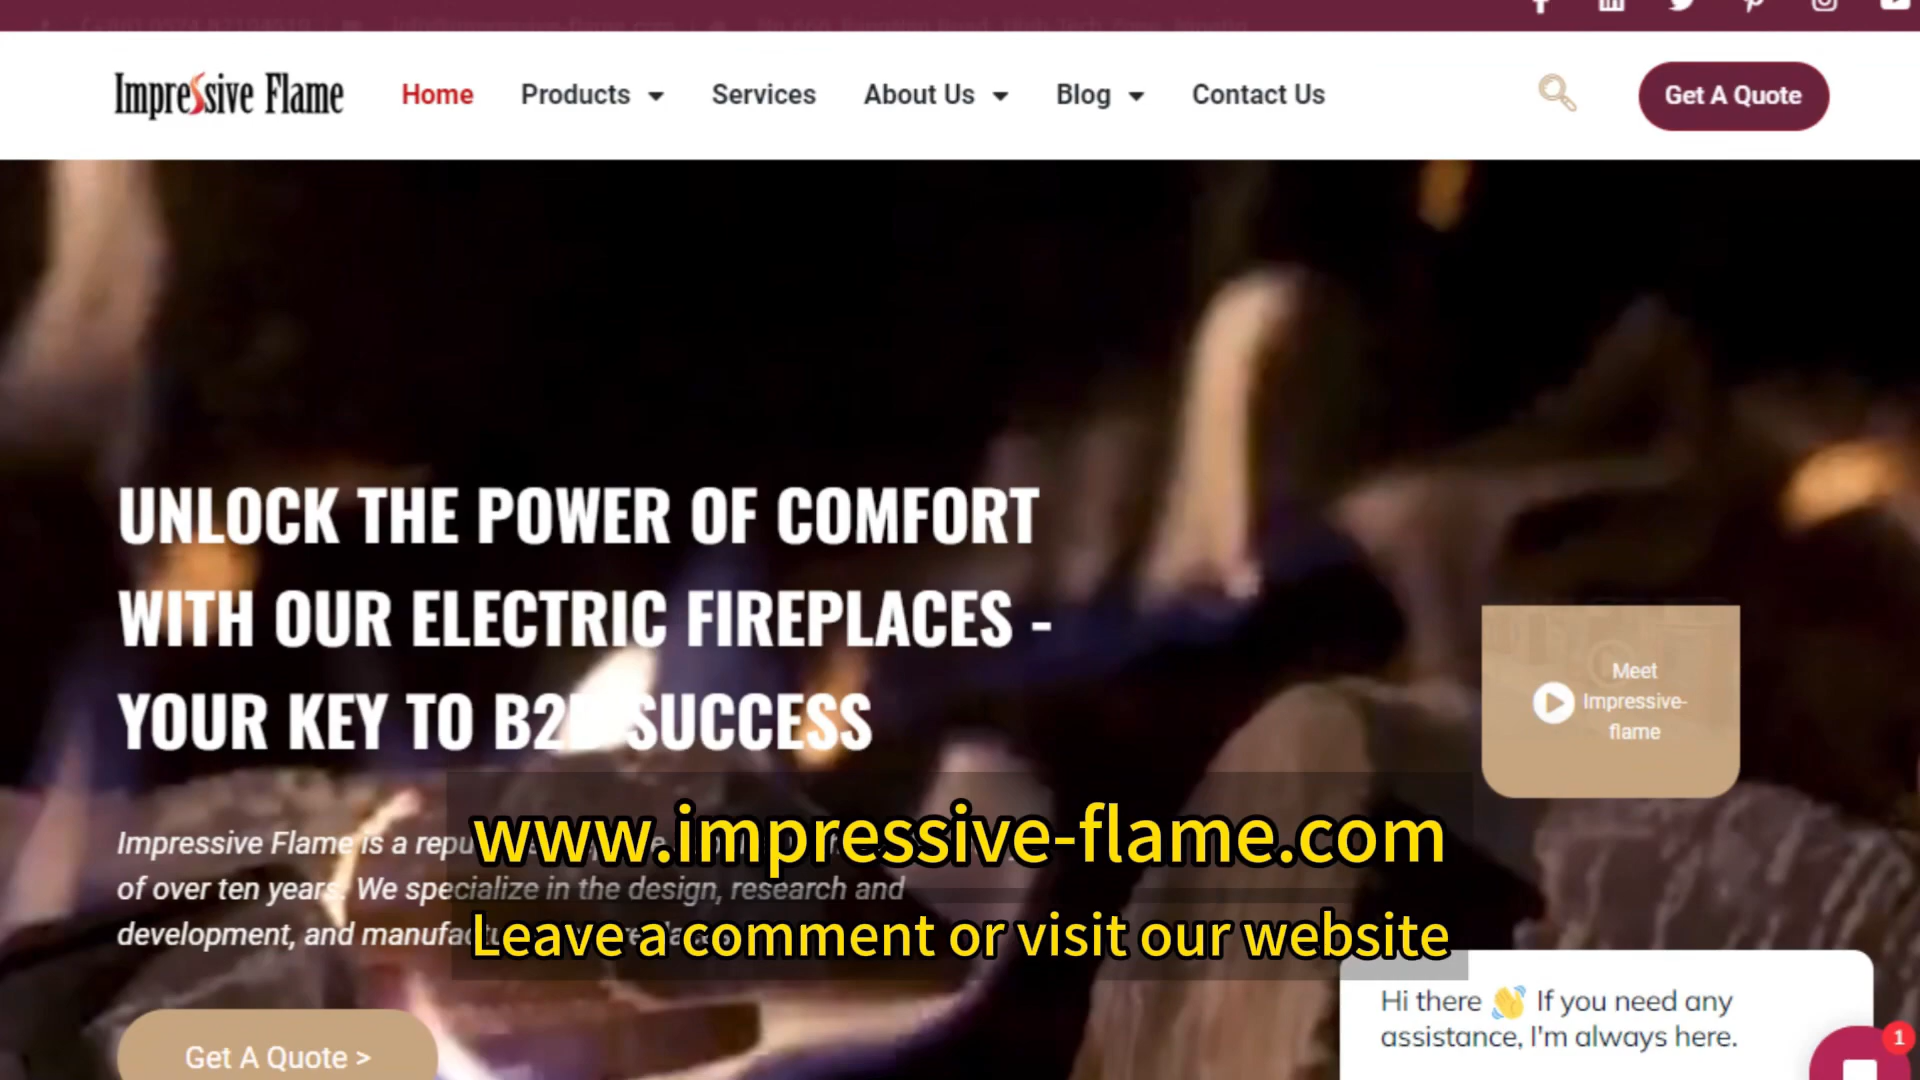 Impressive Flame
Home Products Services About Us Blog Contact Us
Get A Quote
UNLOCK THE POWER OF COMFORT
WITH OUR ELECTRIC FIREPLACES -
YOUR KEY TO B2B SUCCESS
Meet
Impressive-
flame
www.impressive-flame.com
Impressive Flame is a
of over ten years. We specialize in the design, research and
development, and
Leave a comment or visit our website
Hi there 👋 If you need any
assistance, I'm always here.
1
Get A Quote >